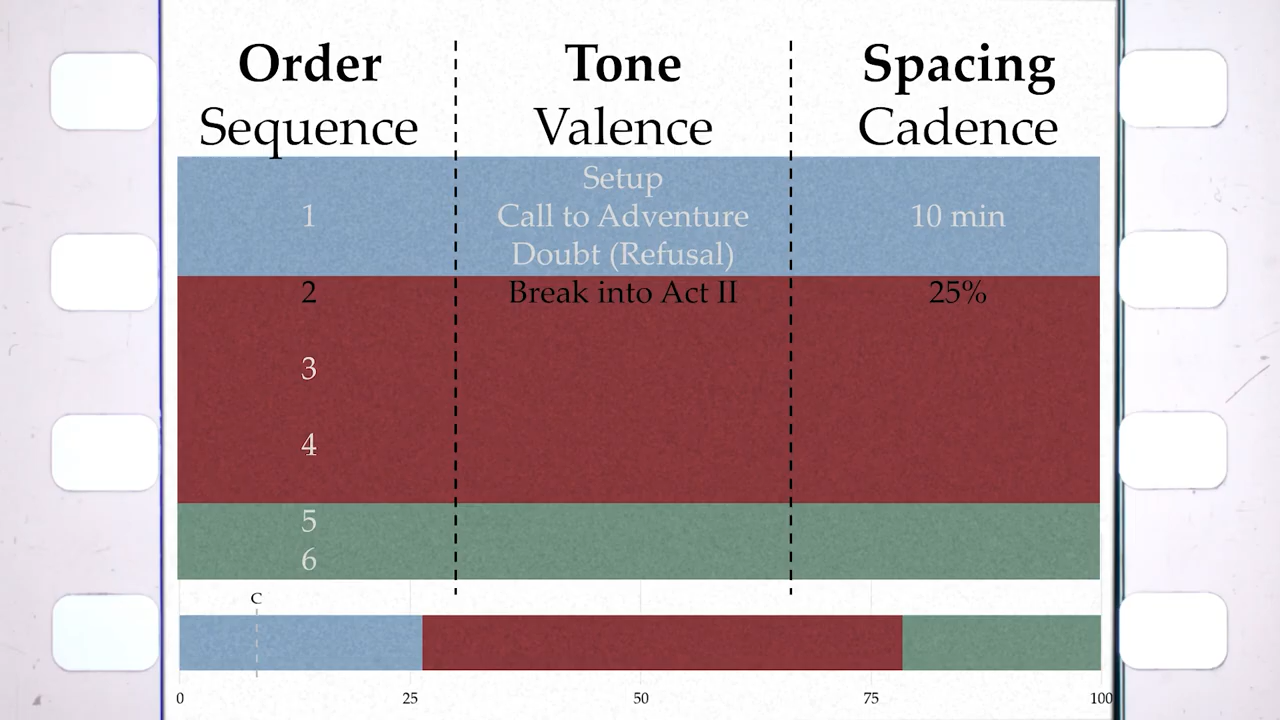 Order Tone Spacing
Sequence Valence Cadence
Setup
1 Call to Adventure 10 min
Doubt (Refusal)
2 Break into Act II 25%
3
4
5
6
C
0 25 50 75 100